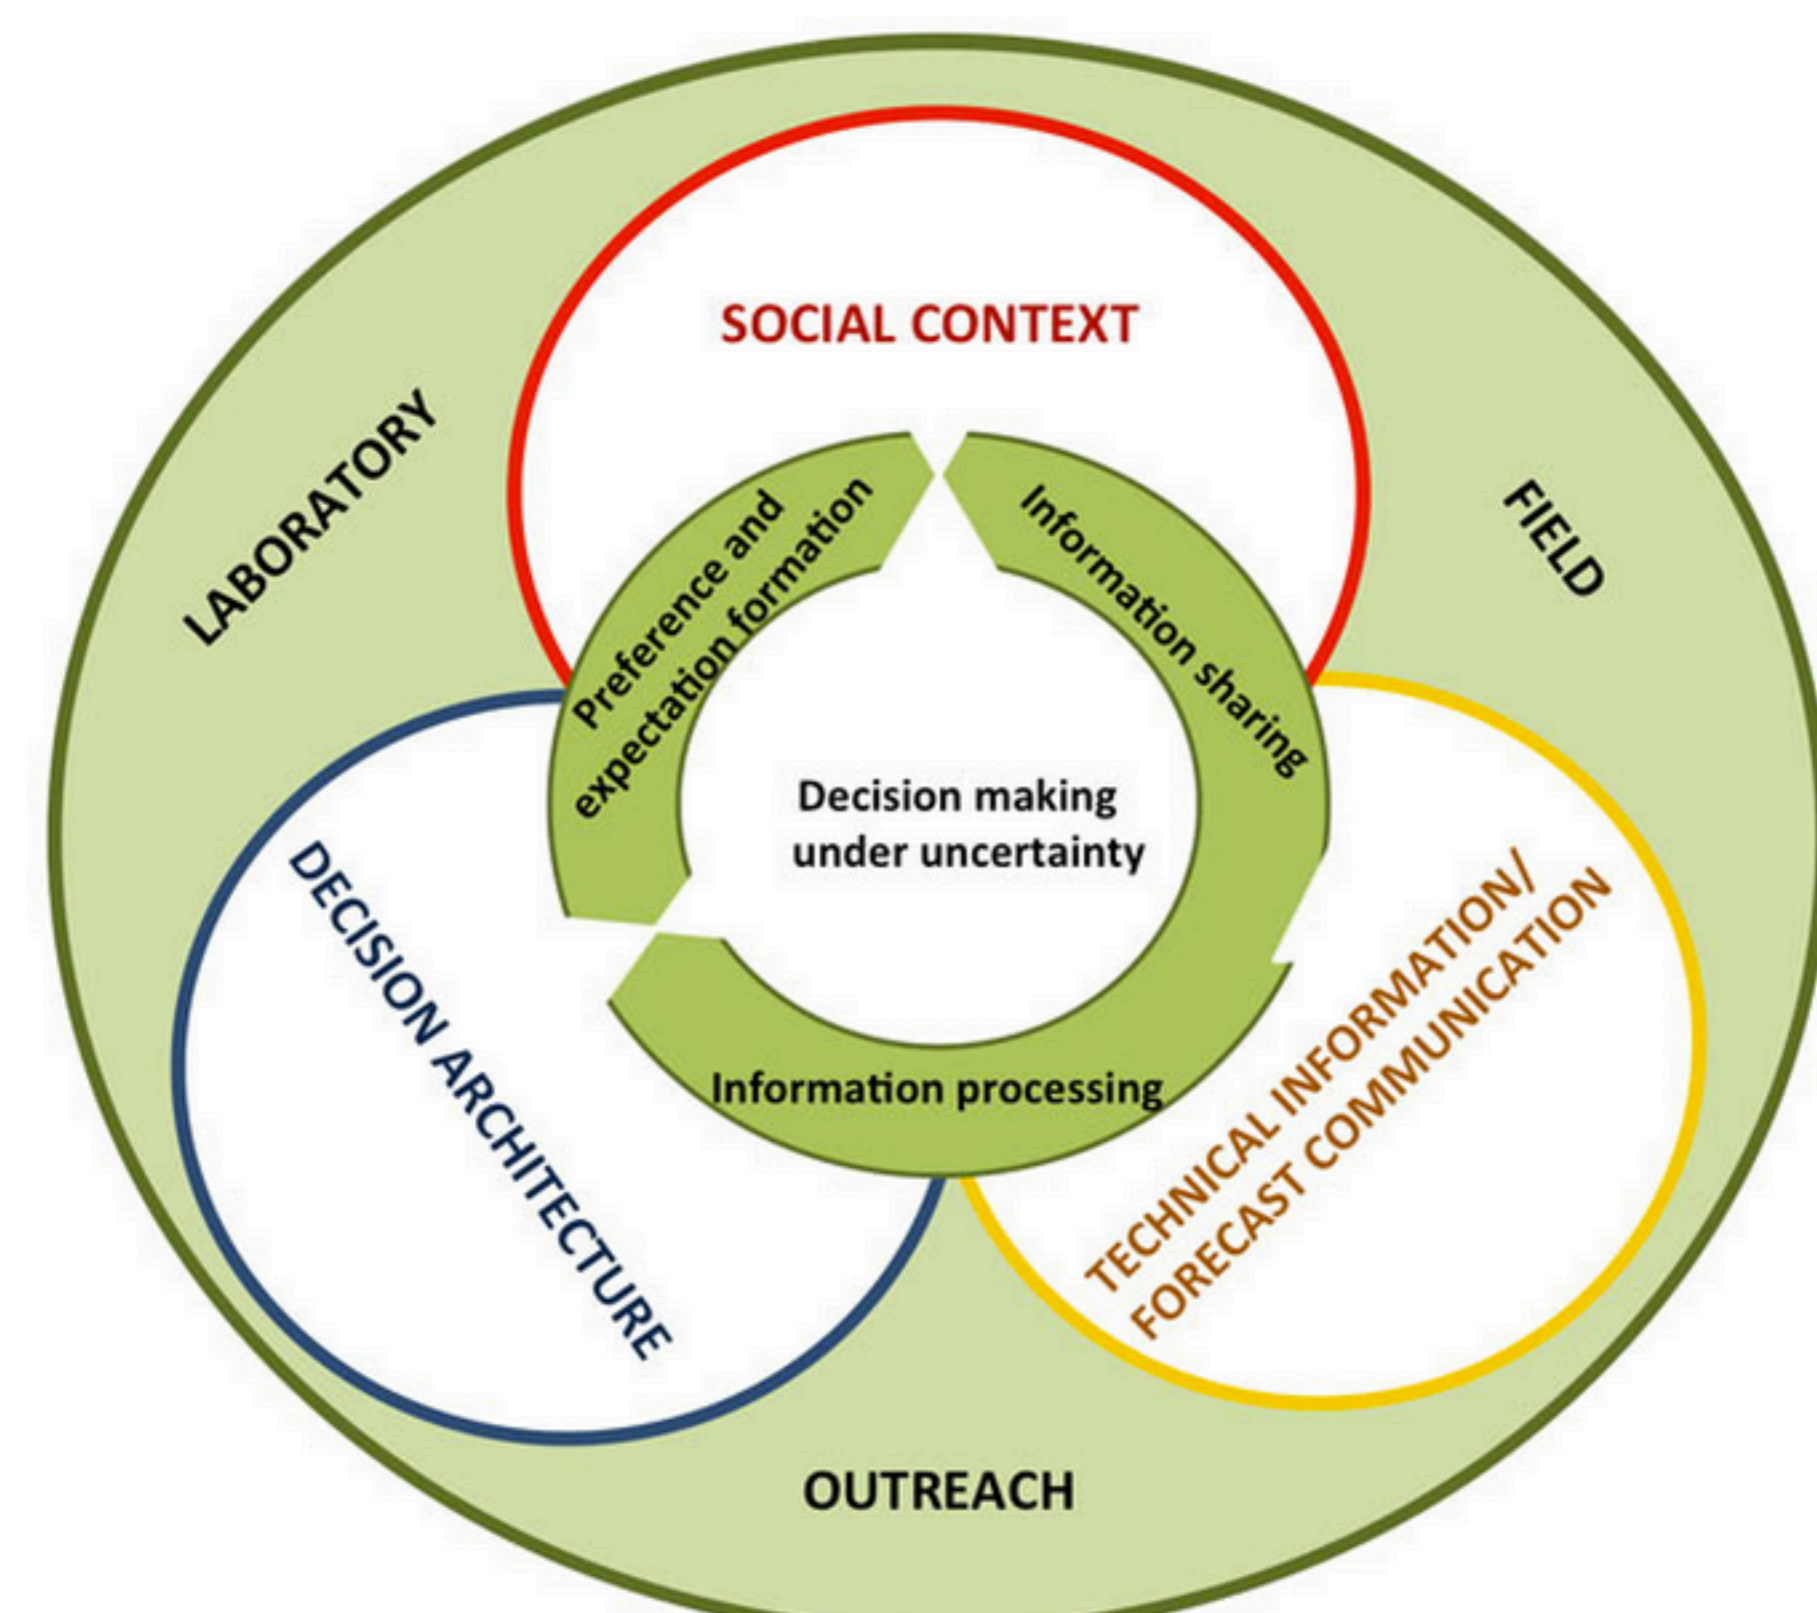 SOCIAL CONTEXT
LABORATORY
FIELD
Preference and
expectation formation
Information sharing
Decision making
under uncertainty
Information processing
DECISION ARCHITECTURE
TECHNICAL INFORMATION/
FORECAST COMMUNICATION
OUTREACH